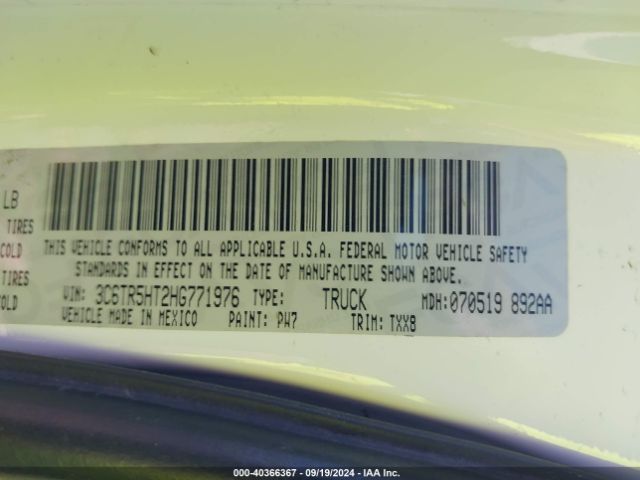 LB
TIRES
COLD
TIRES
COLD
THIS VEHICLE CONFORMS TO ALL APPLICABLE U.S.A. FEDERAL MOTOR VEHICLE SAFETY
STANDARDS IN EFFECT ON THE DATE OF MANUFACTURE SHOWN ABOVE.
VIN: 3C6TR5HT2HG771976 TYPE: TRUCK MDH: 070519 892AA
VEHICLE MADE IN MEXICO PAINT: PW7 TRIM: TXX8
000-40366367 - 09/19/2024 - IAA Inc.